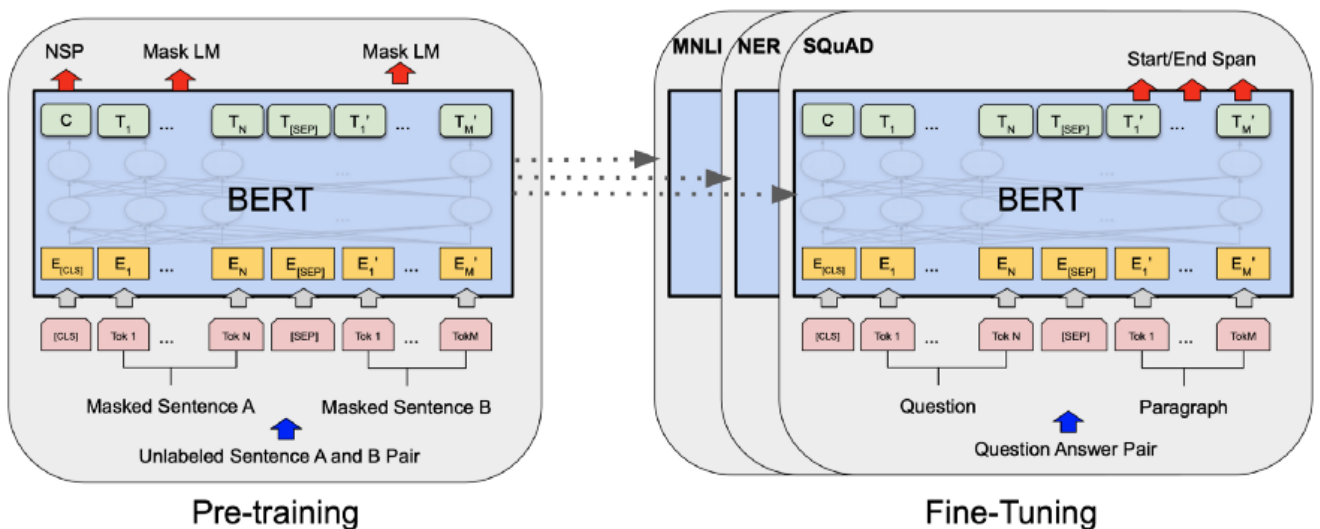 NSP Mask LM Mask LM
C T1 ... TN T[SEP] T1' ... TM'
...
BERT
...
E[CLS] E1 ... EN E[SEP] E1' ... EM'
[CLS] Tok 1 ... Tok N [SEP] Tok 1 ... TokM
Masked Sentence A Masked Sentence B
Unlabeled Sentence A and B Pair
Pre-training
MNLI NER SQuAD
Start/End Span
C T1 ... TN T[SEP] T1' ... TM'
...
BERT
...
E[CLS] E1 ... EN E[SEP] E1' ... EM'
[CLS] Tok 1 ... Tok N [SEP] Tok 1 ... TokM
Question Paragraph
Question Answer Pair
Fine-Tuning